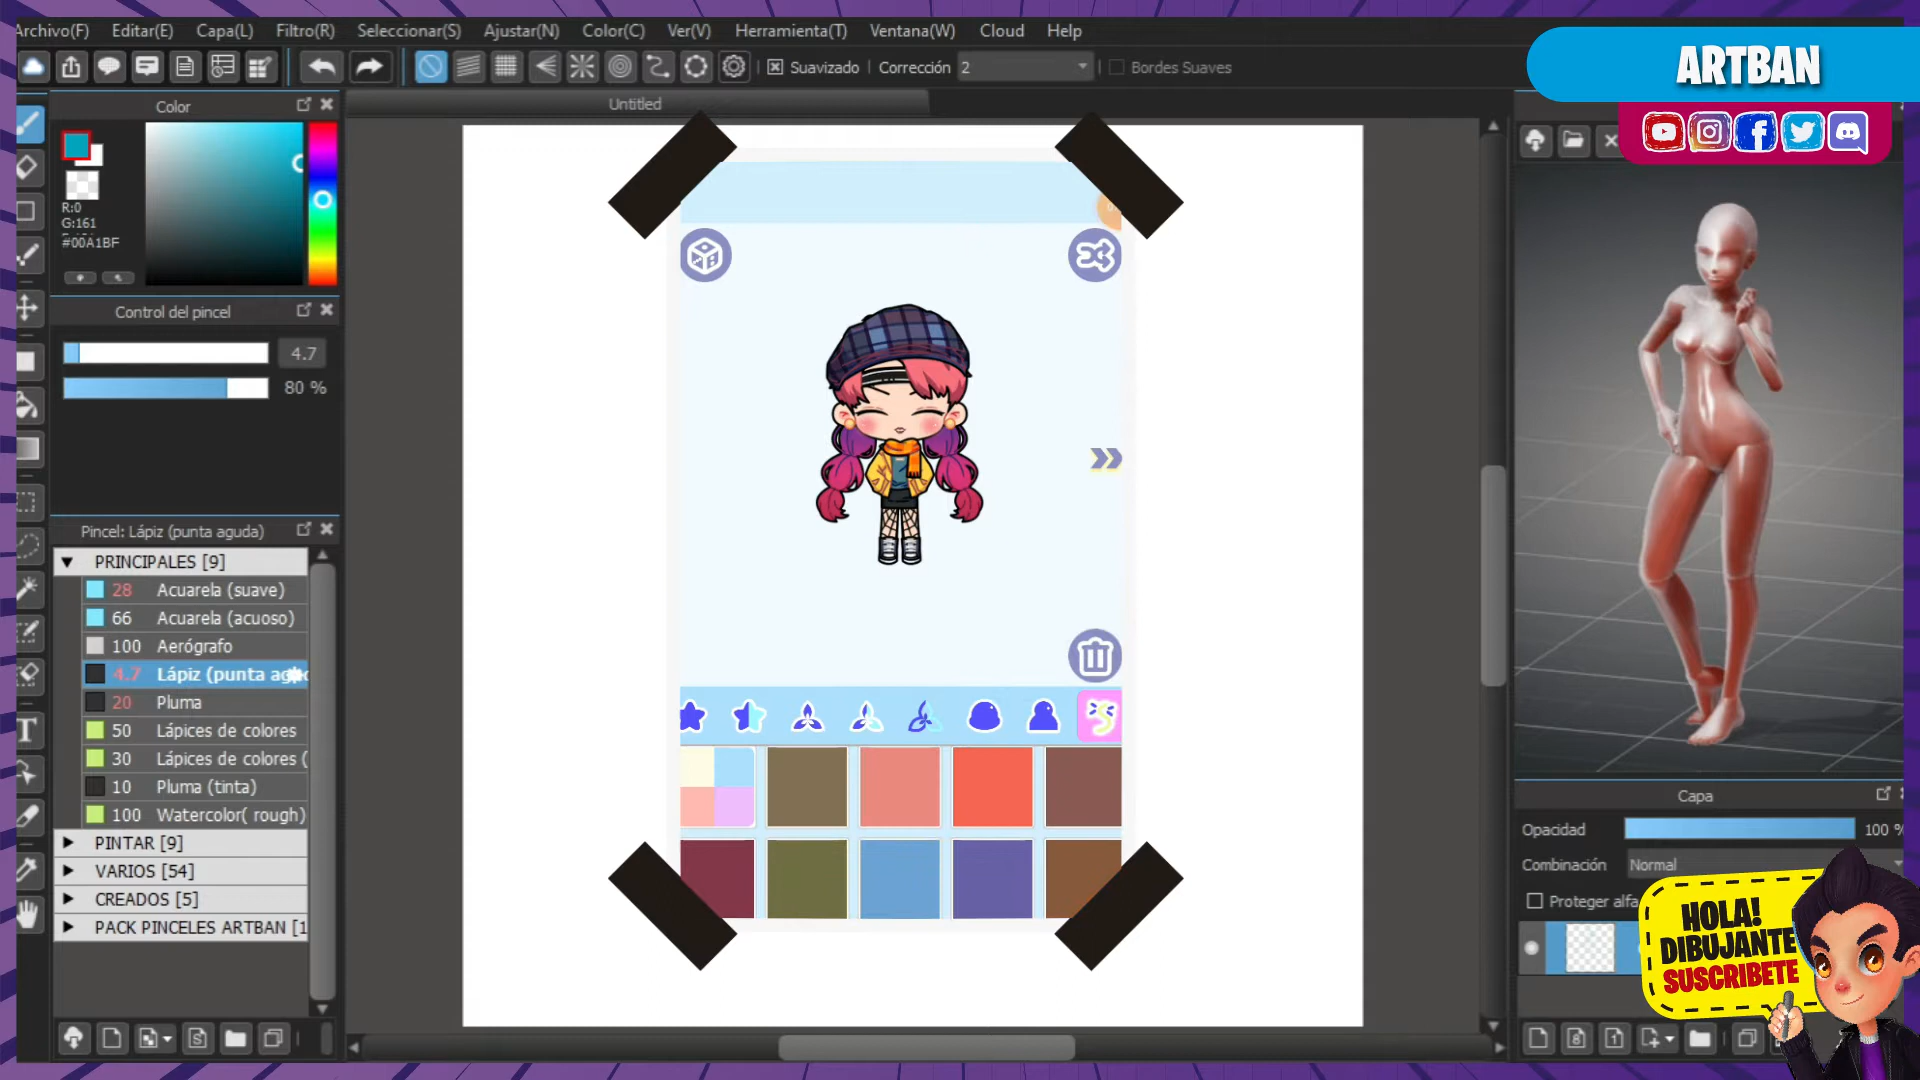 Archivo(F) Editar(E) Capa(L) Filtro(R) Seleccionar(S) Ajustar(N) Color(C) Ver(V) Herramienta(T) Ventana(W) Cloud Help
Suavizado Corrección 2 Bordes Suaves
ARTBAN
Color
Untitled
R:0
G:161
#00A1BF
Control del pincel
4.7
80 %
Pincel: Lápiz (punta aguda)
PRINCIPALES [9]
28 Acuarela (suave)
66 Acuarela (acuoso)
100 Aerógrafo
4.7 Lápiz (punta ag
20 Pluma
50 Lápices de colores
30 Lápices de colores (
10 Pluma (tinta)
100 Watercolor( rough)
PINTAR [9]
VARIOS [54]
CREADOS [5]
PACK PINCELES ARTBAN [1
Capa
Opacidad 100 %
Combinación Normal
Proteger alfa
HOLA!
DIBUJANTE
SUSCRIBETE